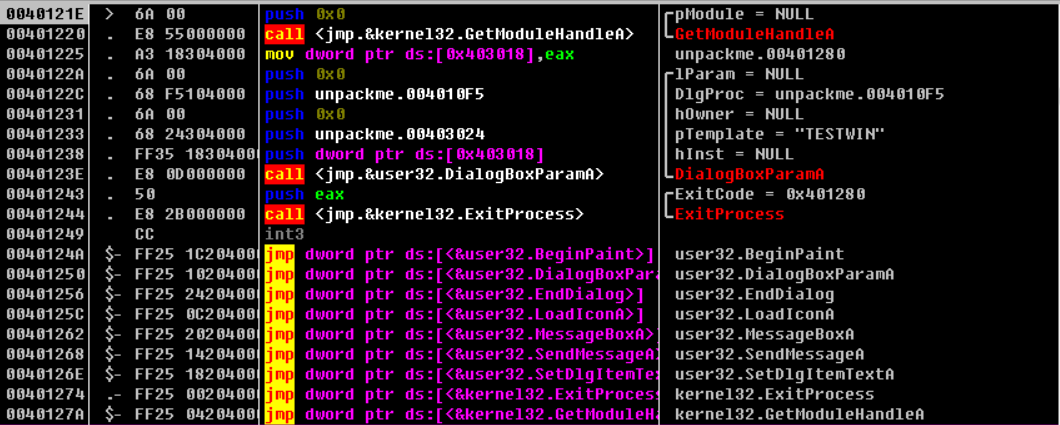 0040121E > 6A 00 push 0x0 pModule = NULL
00401220 . E8 55000000 call <jmp.&kernel32.GetModuleHandleA> GetModuleHandleA
00401225 . A3 18304000 mov dword ptr ds:[0x403018],eax unpackme.00401280
0040122A . 6A 00 push 0x0 lParam = NULL
0040122C . 68 F5104000 push unpackme.004010F5 DlgProc = unpackme.004010F5
00401231 . 6A 00 push 0x0 hOwner = NULL
00401233 . 68 24304000 push unpackme.00403024 pTemplate = "TESTWIN"
00401238 . FF35 1830400 push dword ptr ds:[0x403018] hInst = NULL
0040123E . E8 0D000000 call <jmp.&user32.DialogBoxParamA> DialogBoxParamA
00401243 . 50 push eax ExitCode = 0x401280
00401244 . E8 2B000000 call <jmp.&kernel32.ExitProcess> ExitProcess
00401249 CC int3
0040124A $- FF25 1C20400 jmp dword ptr ds:[<&user32.BeginPaint>] user32.BeginPaint
00401250 $- FF25 1020400 jmp dword ptr ds:[<&user32.DialogBoxPara user32.DialogBoxParamA
00401256 $- FF25 2420400 jmp dword ptr ds:[<&user32.EndDialog>] user32.EndDialog
0040125C $- FF25 0C20400 jmp dword ptr ds:[<&user32.LoadIconA>] user32.LoadIconA
00401262 $- FF25 2020400 jmp dword ptr ds:[<&user32.MessageBoxA>] user32.MessageBoxA
00401268 $- FF25 1420400 jmp dword ptr ds:[<&user32.SendMessageA> user32.SendMessageA
0040126E $- FF25 1820400 jmp dword ptr ds:[<&user32.SetDlgItemTex user32.SetDlgItemTextA
00401274 .- FF25 0020400 jmp dword ptr ds:[<&kernel32.ExitProcess kernel32.ExitProcess
0040127A $- FF25 0420400 jmp dword ptr ds:[<&kernel32.GetModuleHa kernel32.GetModuleHandleA